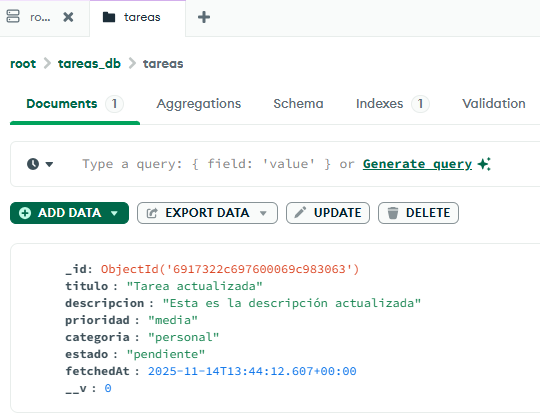 ro... tareas
root > tareas_db > tareas
Documents 1 Aggregations Schema Indexes 1 Validation
Type a query: { field: 'value' } or Generate query
ADD DATA EXPORT DATA UPDATE DELETE
_id: ObjectId('6917322c697600069c983063')
titulo : "Tarea actualizada"
descripcion : "Esta es la descripción actualizada"
prioridad : "media"
categoria : "personal"
estado : "pendiente"
fetchedAt : 2025-11-14T13:44:12.607+00:00
__v : 0